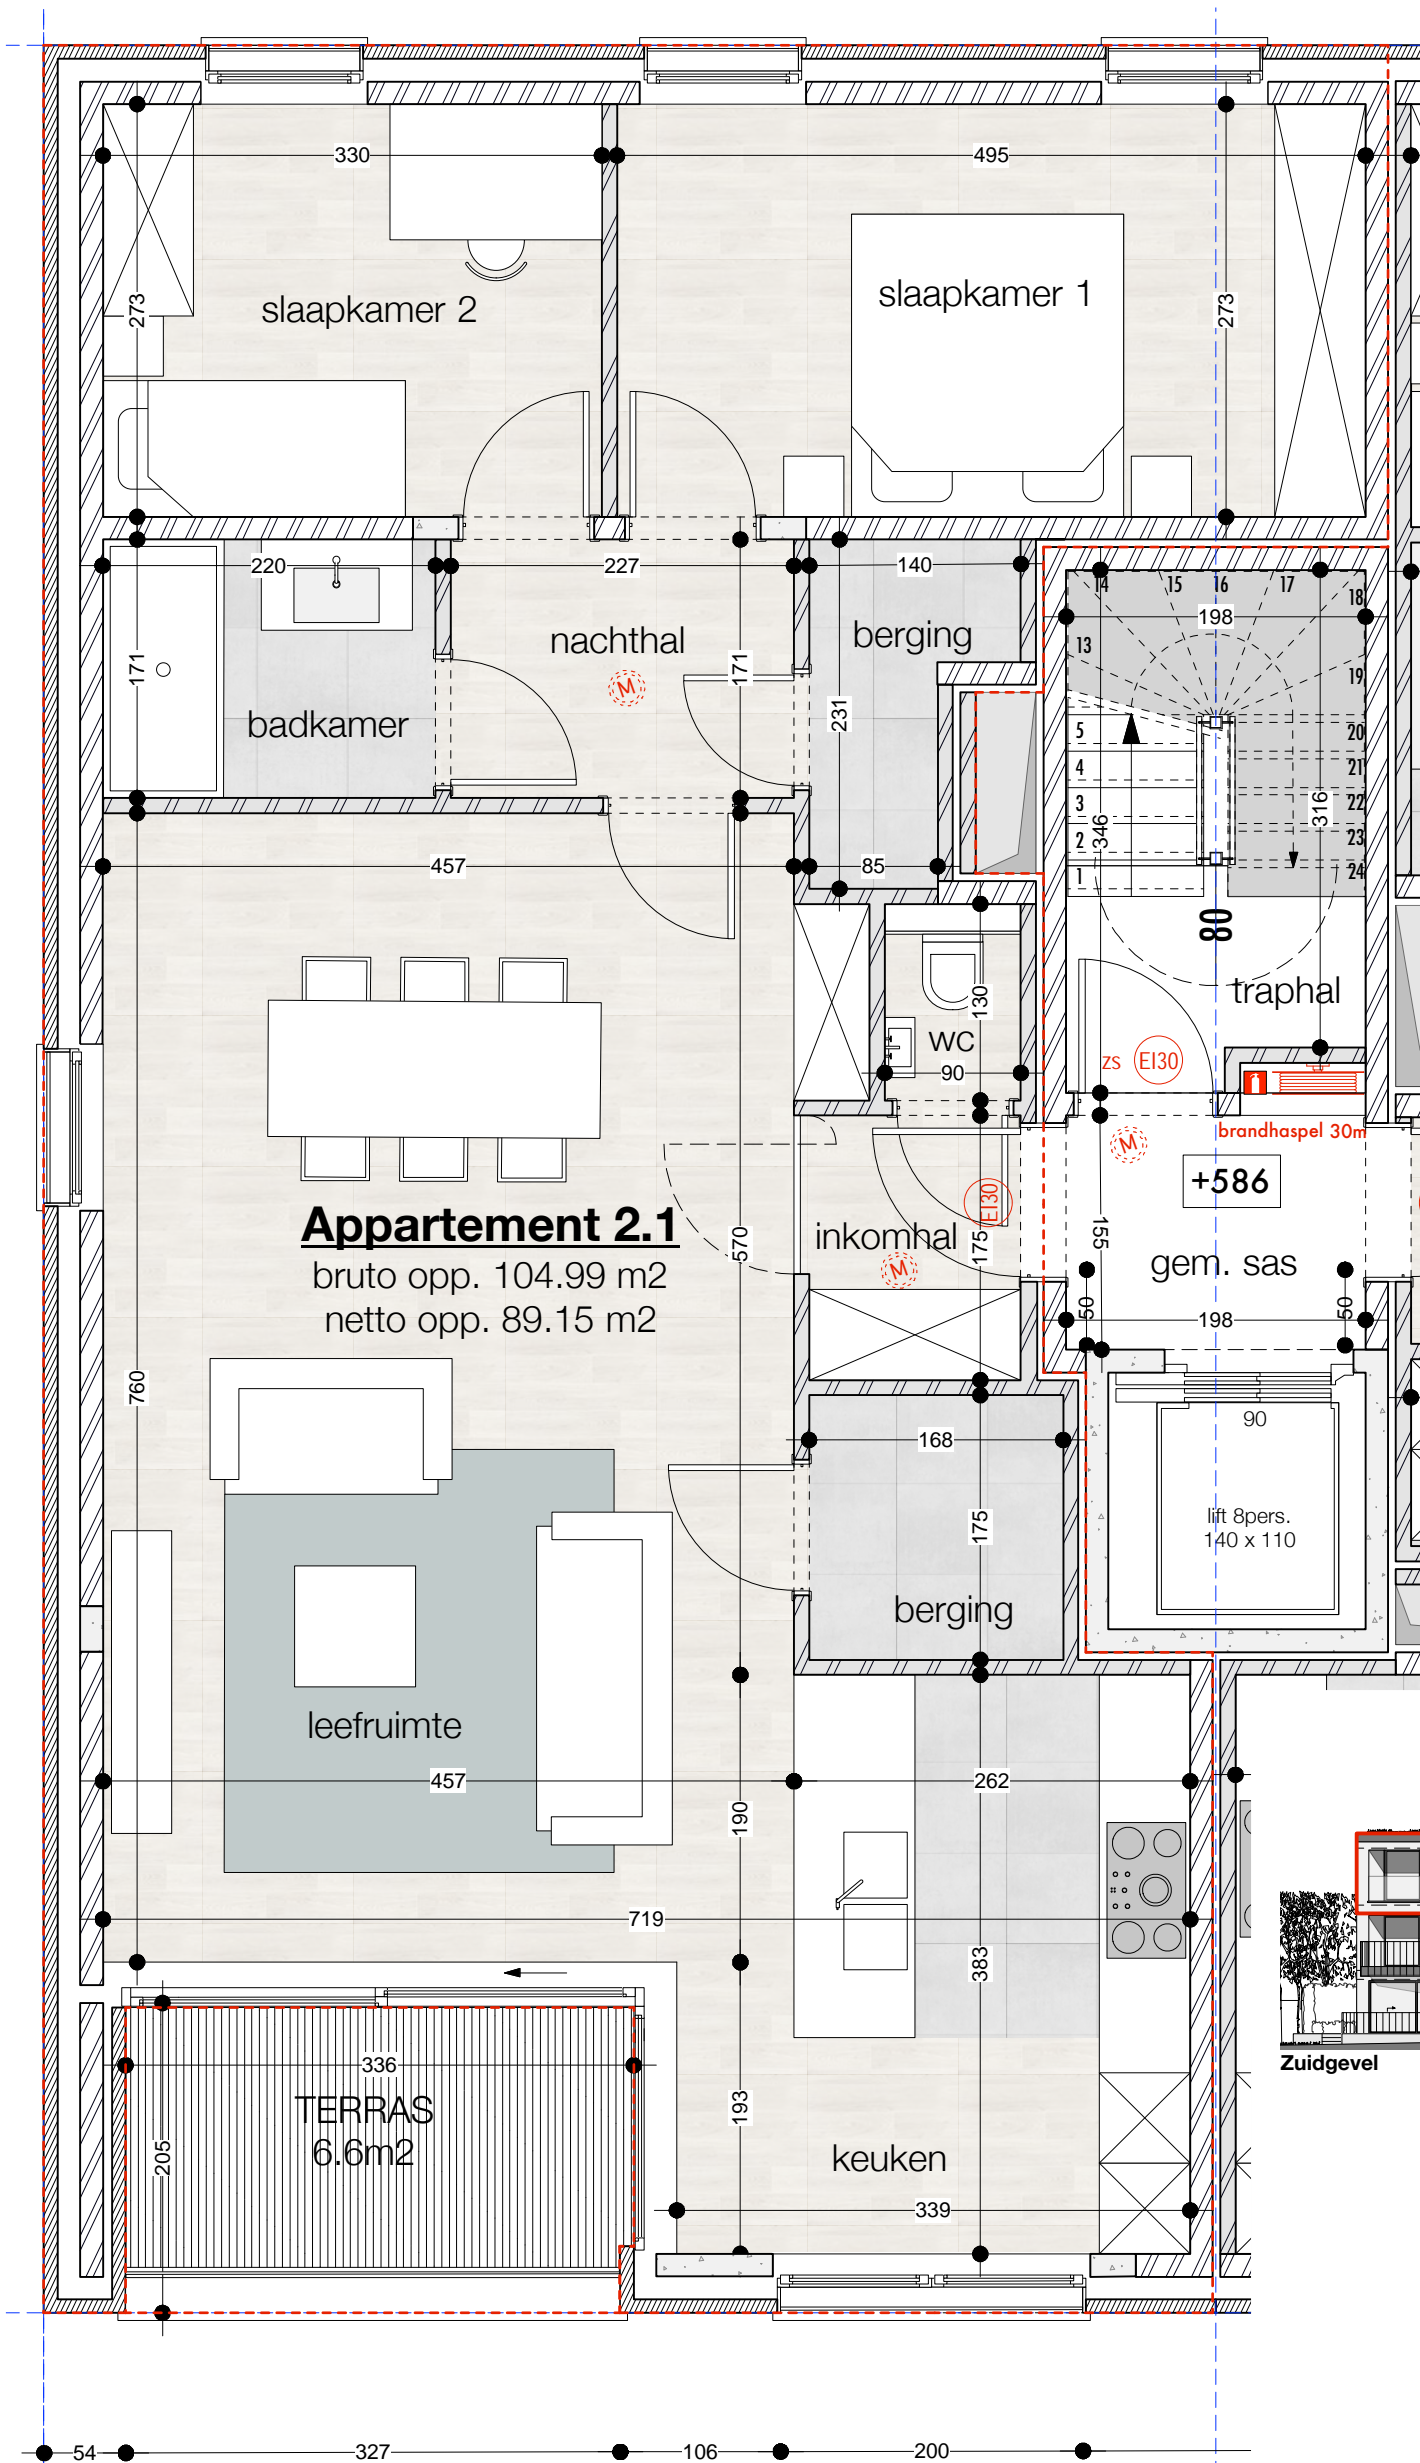 330
495
273
slaapkamer 2
slaapkamer 1
273
220
227
140
14
15
16
17
18
198
nachthal
berging
13
171
M
171
19
badkamer
231
5
20
4
21
3
346
316
22
2
23
457
85
1
24
80
130
traphal
WC
zs
EI30
90
brandhaspel 30m
M
+586
Appartement 2.1
EI30
inkomhal
175
155
570
bruto opp. 104.99 m2
M
gem. sas
netto opp. 89.15 m2
50
198
50
760
90
168
lift 8pers.
140 x 110
175
berging
leefruimte
457
262
190
719
383
Zuidgevel
336
TERRAS
6.6m2
193
205
keuken
339
54
327
106
200